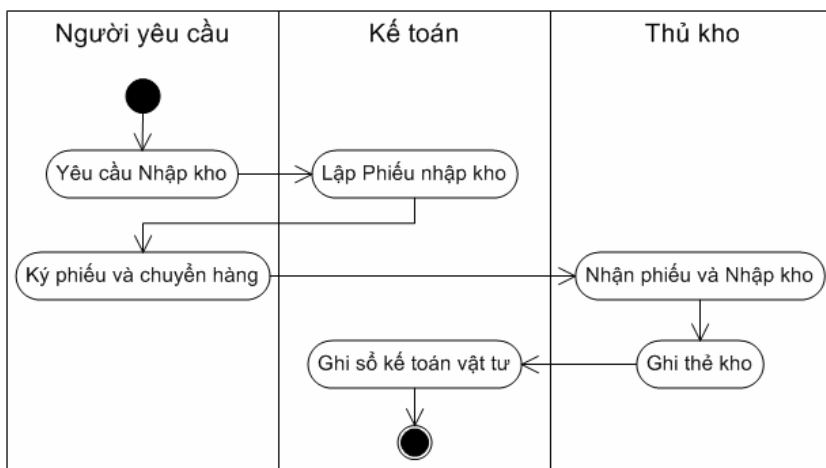 Người yêu cầu
Kế toán
Thủ kho
Yêu cầu Nhập kho
Lập Phiếu nhập kho
Ký phiếu và chuyển hàng
Nhận phiếu và Nhập kho
Ghi sổ kế toán vật tư
Ghi thẻ kho